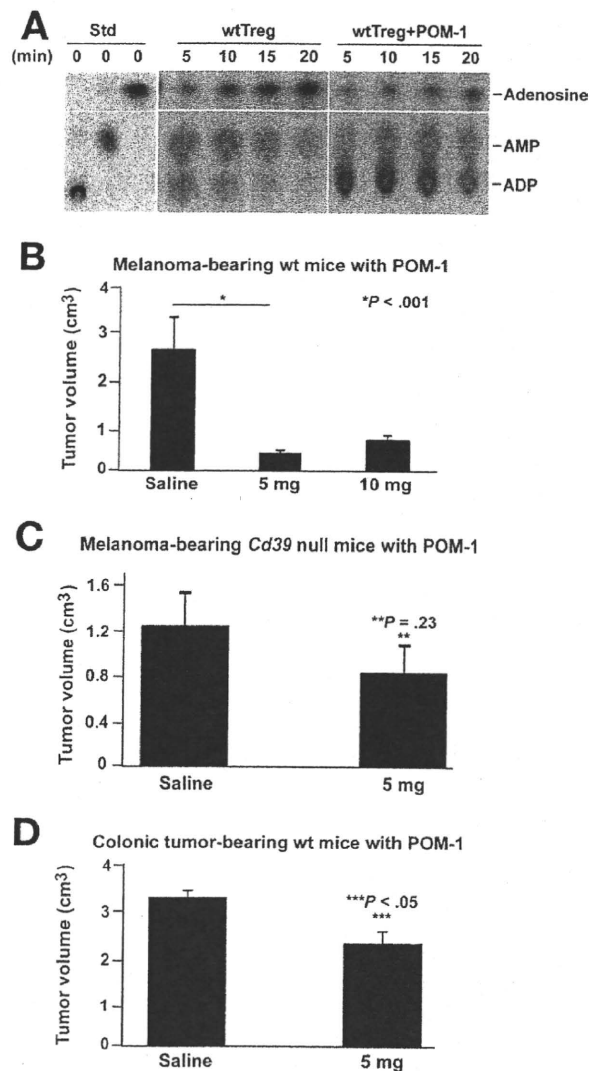 A
Std wtTreg wtTreg+POM-1
(min) 0 0 0 5 10 15 20 5 10 15 20
-Adenosine
-AMP
-ADP
B
Melanoma-bearing wt mice with POM-1
Tumor volume (cm3)
4
3
2
1
0
*
*P < .001
Saline 5 mg 10 mg
C
Melanoma-bearing Cd39 null mice with POM-1
Tumor volume (cm3)
1.6
1.2
0.8
0.4
0
**P = .23
**
Saline 5 mg
D
Colonic tumor-bearing wt mice with POM-1
Tumor volume (cm3)
4
3
2
1
0
***P < .05
***
Saline 5 mg